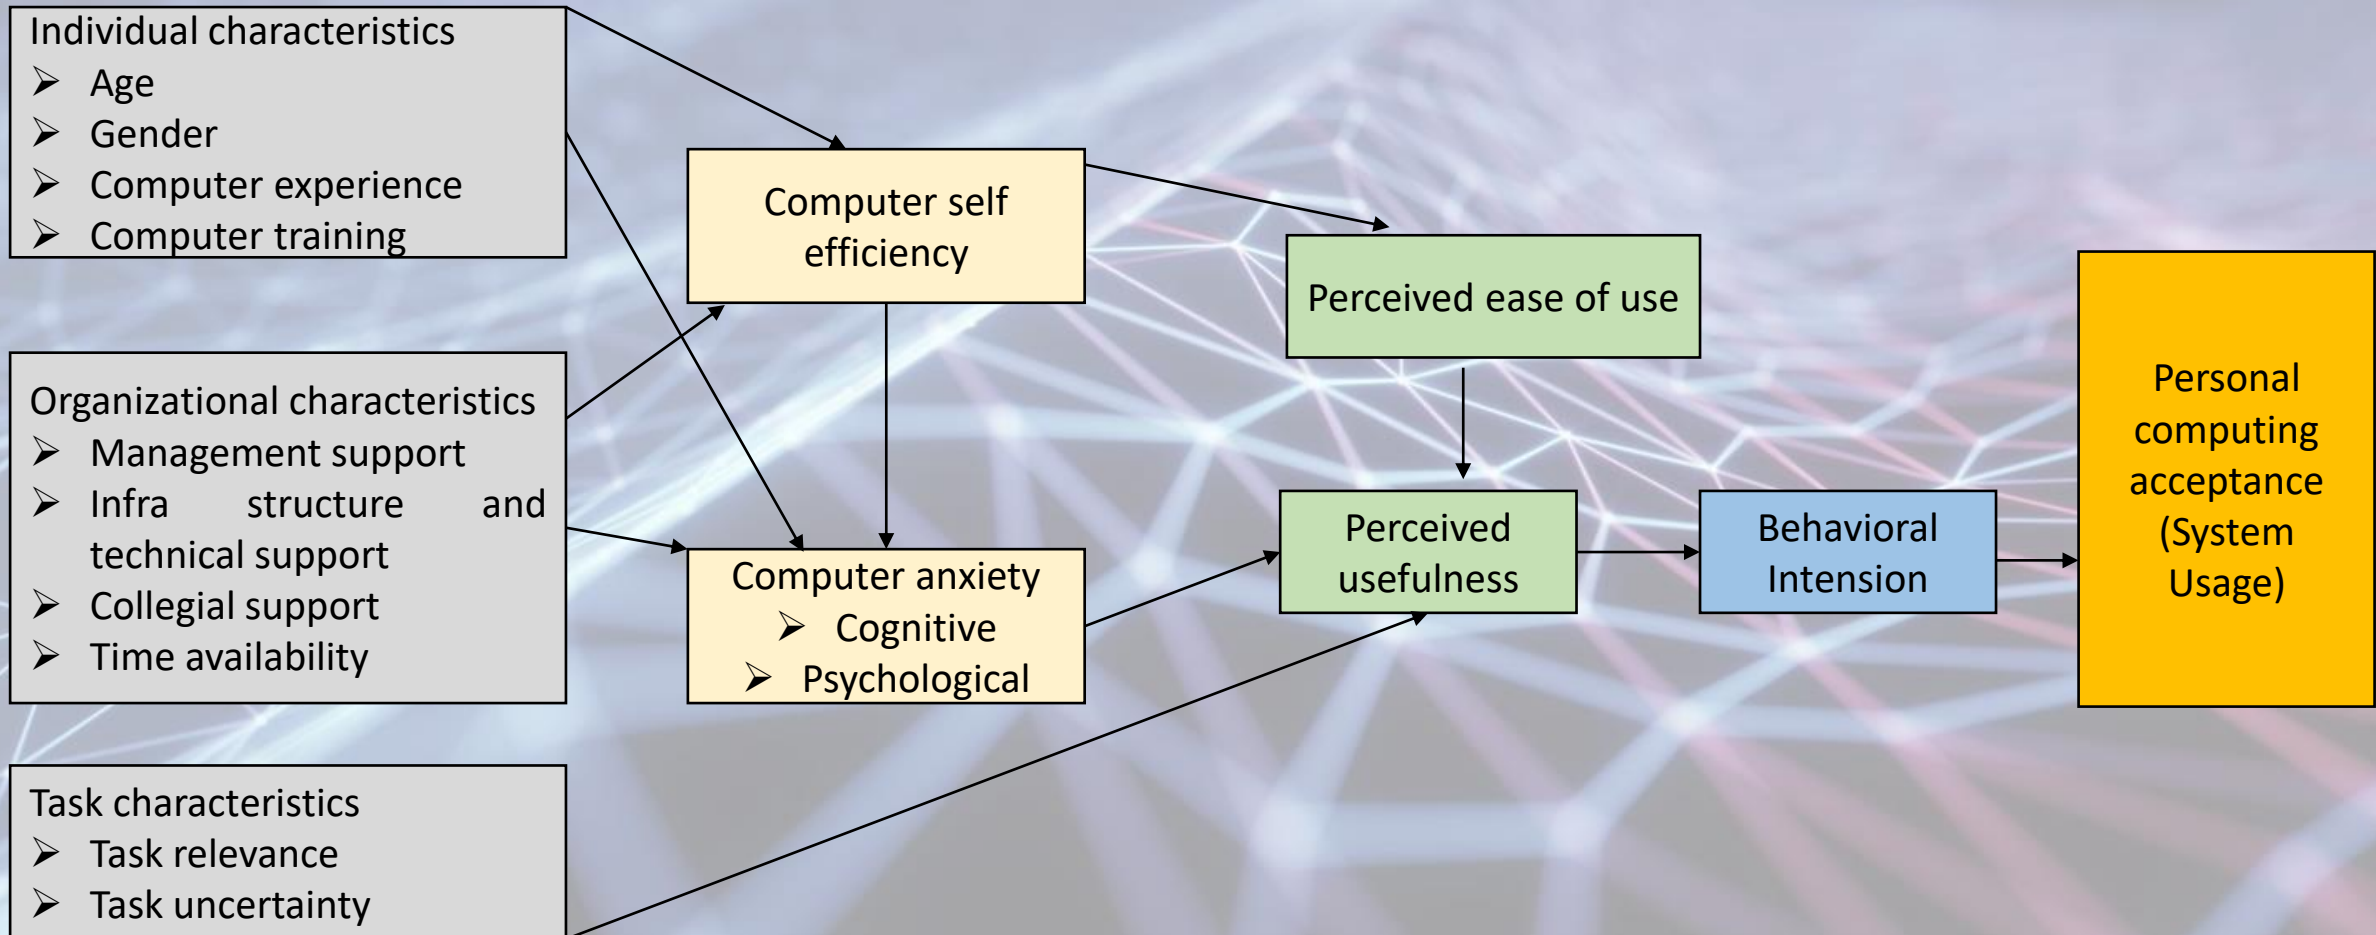 Individual characteristics
➢ Age
➢ Gender
➢ Computer experience
➢ Computer training
Organizational characteristics
➢ Management support
➢ Infra structure and
technical support
➢ Collegial support
➢ Time availability
Task characteristics
➢ Task relevance
➢ Task uncertainty
Computer self
efficiency
Computer anxiety
➢ Cognitive
➢ Psychological
Perceived ease of use
Perceived
usefulness
Behavioral
Intension
Personal
computing
acceptance
(System
Usage)